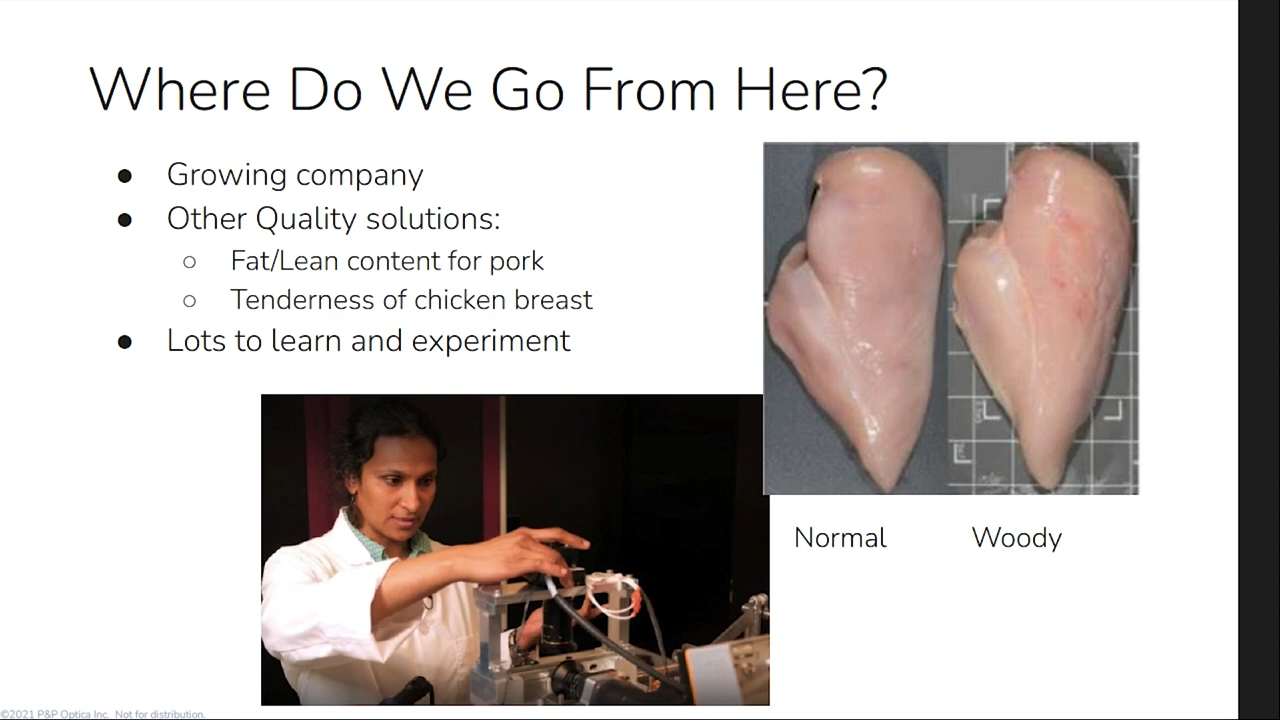 Where Do We Go From Here?
● Growing company
● Other Quality solutions:
○ Fat/Lean content for pork
○ Tenderness of chicken breast
● Lots to learn and experiment
Normal Woody
©2021 P&P Optica Inc. Not for distribution.